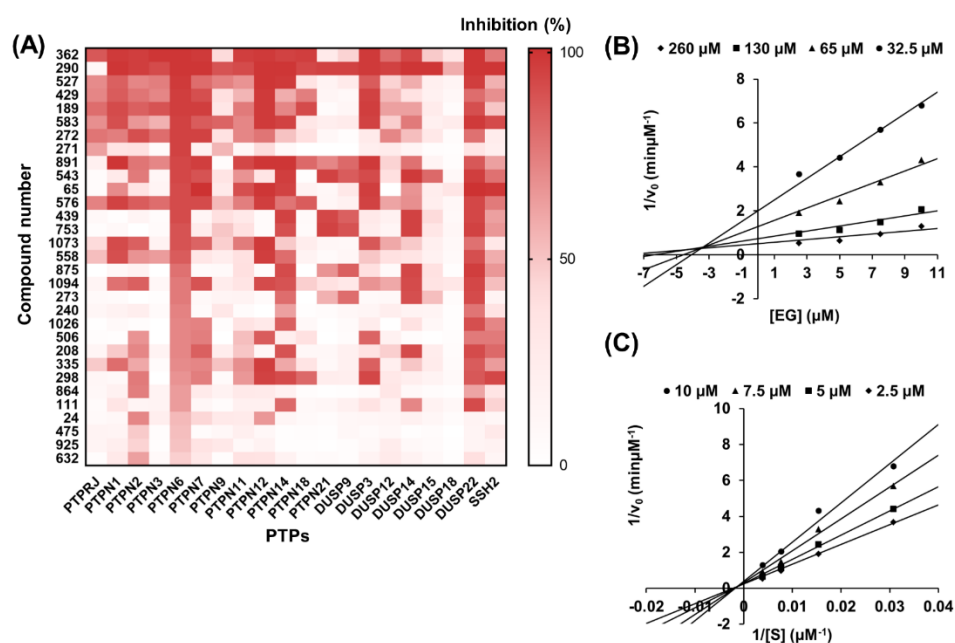 (A)
Inhibition (%)
Compound number
362
290
527
429
189
583
272
271
891
543
65
576
439
753
1073
558
875
1094
273
240
1026
506
208
335
298
864
111
24
475
925
632
PTPRJ
PTPN1
PTPN2
PTPN3
PTPN6
PTPN7
PTPN9
PTPN11
PTPN12
PTPN14
PTPN18
PTPN21
DUSP9
DUSP3
DUSP12
DUSP14
DUSP15
DUSP18
DUSP22
SSH2
PTPs
100
50
0
(B)
260 µM 130 µM 65 µM 32.5 µM
1/v₀ (minµM⁻¹)
8
6
4
2
0
-2
-7 -5 -3 -1 1 3 5 7 9 11
[EG] (µM)
(C)
10 µM 7.5 µM 5 µM 2.5 µM
1/v₀ (minµM⁻¹)
10
8
6
4
2
0
-2
-0.02 -0.01 0 0.01 0.02 0.03 0.04
1/[S] (µM⁻¹)